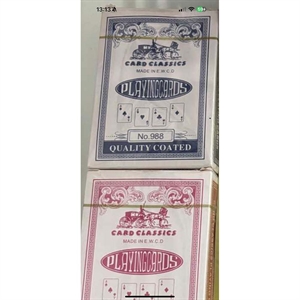 13:13
CARD CLASSICS
MADE IN E.W.C.D
PLAYINGCARDS
No.988
QUALITY COATED
CARD CLASSICS
MADE IN E.W.C.D
PLAYINGCARDS